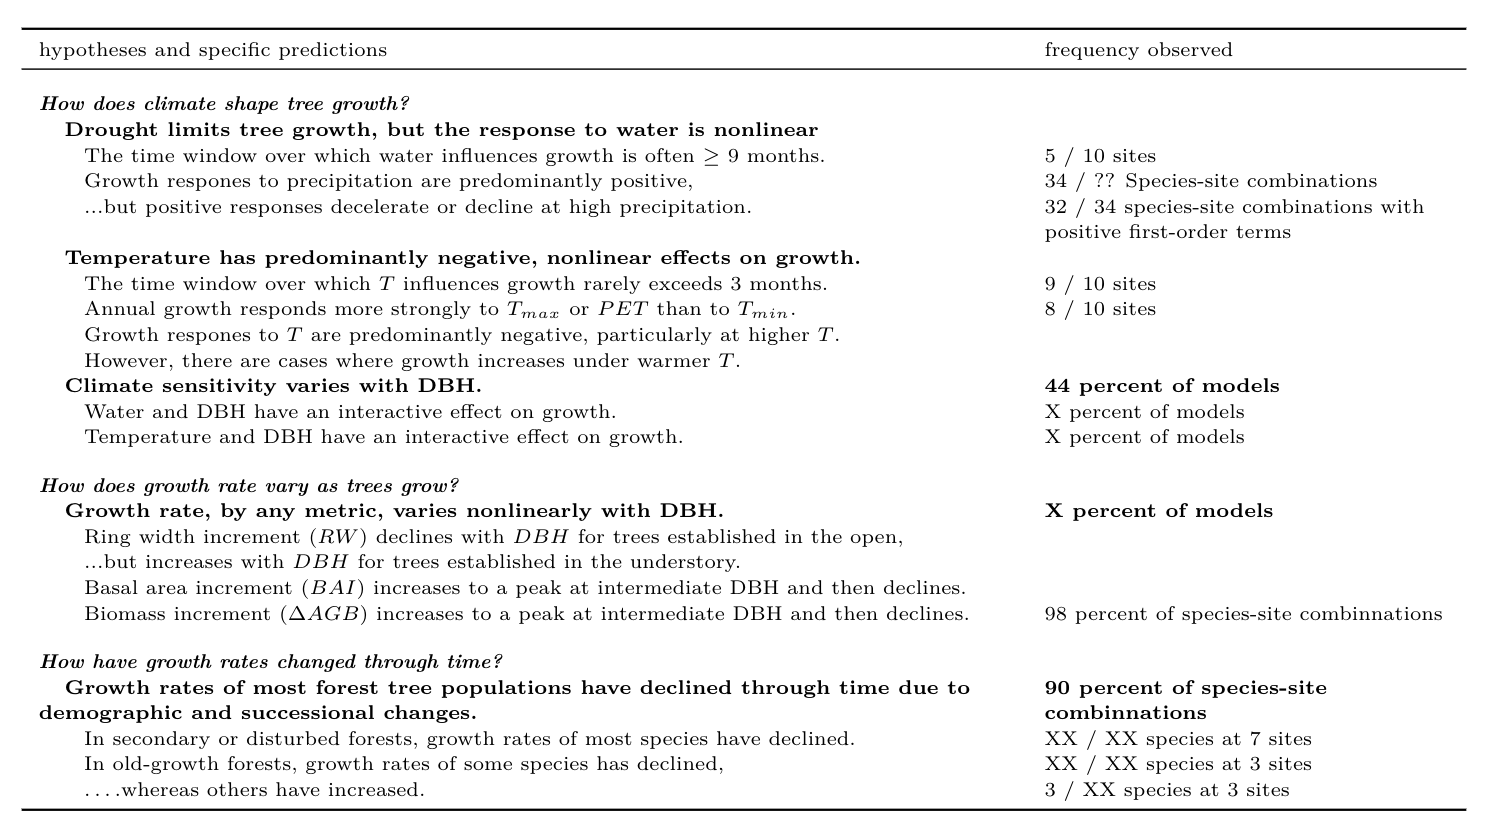 hypotheses and specific predictions frequency observed
How does climate shape tree growth?
Drought limits tree growth, but the response to water is nonlinear
The time window over which water influences growth is often ≥ 9 months. 5 / 10 sites
Growth respones to precipitation are predominantly positive, 34 / ?? Species-site combinations
...but positive responses decelerate or decline at high precipitation. 32 / 34 species-site combinations with
positive first-order terms
Temperature has predominantly negative, nonlinear effects on growth.
The time window over which T influences growth rarely exceeds 3 months. 9 / 10 sites
Annual growth responds more strongly to Tmax or PET than to Tmin. 8 / 10 sites
Growth respones to T are predominantly negative, particularly at higher T.
However, there are cases where growth increases under warmer T.
Climate sensitivity varies with DBH. 44 percent of models
Water and DBH have an interactive effect on growth. X percent of models
Temperature and DBH have an interactive effect on growth. X percent of models
How does growth rate vary as trees grow?
Growth rate, by any metric, varies nonlinearly with DBH. X percent of models
Ring width increment (RW) declines with DBH for trees established in the open,
...but increases with DBH for trees established in the understory.
Basal area increment (BAI) increases to a peak at intermediate DBH and then declines.
Biomass increment (ΔAGB) increases to a peak at intermediate DBH and then declines. 98 percent of species-site combinnations
How have growth rates changed through time?
Growth rates of most forest tree populations have declined through time due to 90 percent of species-site
demographic and successional changes. combinnations
In secondary or disturbed forests, growth rates of most species have declined. XX / XX species at 7 sites
In old-growth forests, growth rates of some species has declined, XX / XX species at 3 sites
. . . .whereas others have increased. 3 / XX species at 3 sites